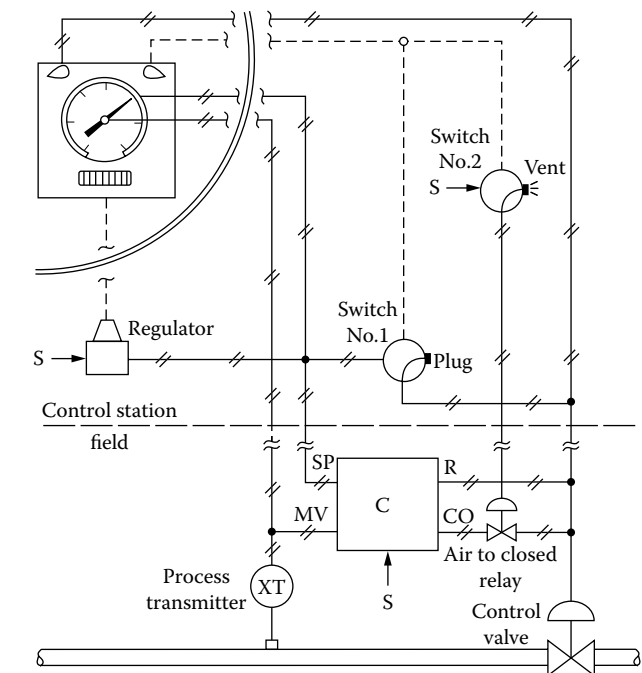 Switch
No.2
Vent
S
Switch
No.1
Regulator
S
Plug
Control station
field
SP
R
C
MV
CO
Air to closed
relay
Process
transmitter
XT
S
Control
valve